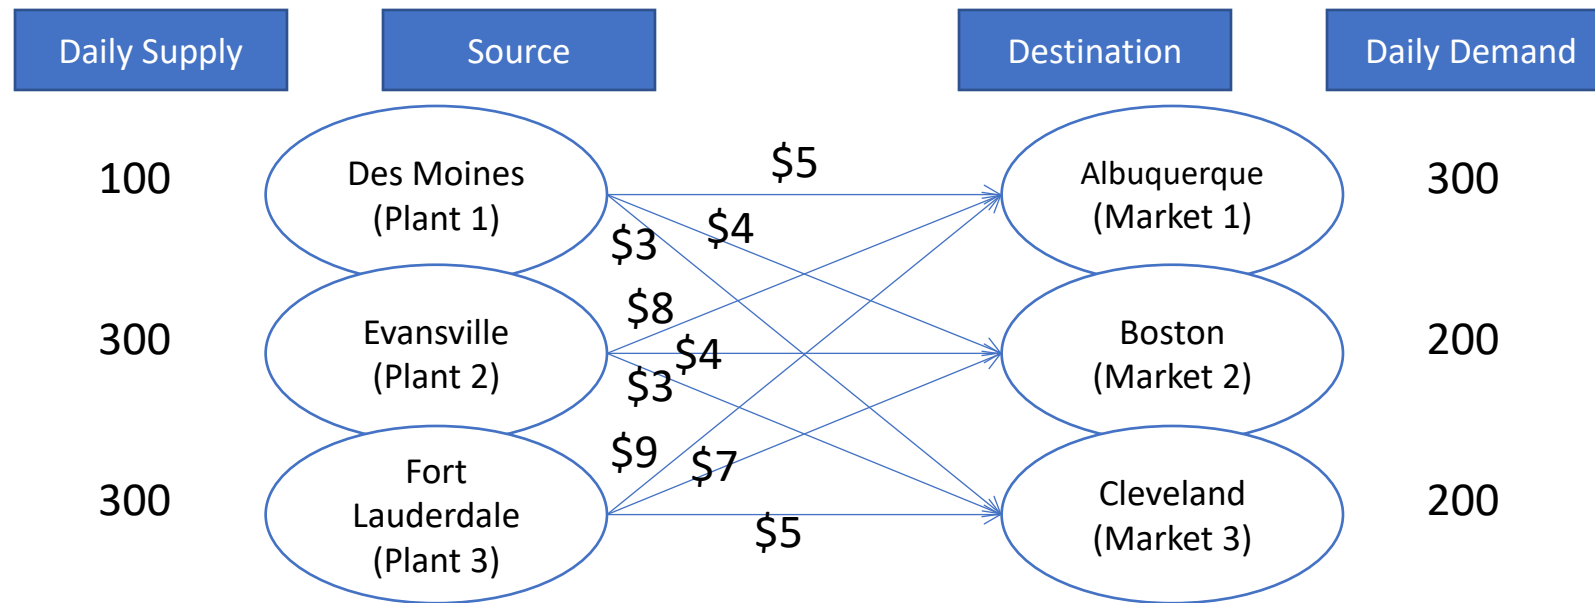 Daily Supply
Source
Destination
Daily Demand
100
Des Moines
(Plant 1)
$5
Albuquerque
(Market 1)
300
$3
$4
300
Evansville
(Plant 2)
$8
$4
$3
Boston
(Market 2)
200
300
Fort
Lauderdale
(Plant 3)
$9
$7
$5
Cleveland
(Market 3)
200